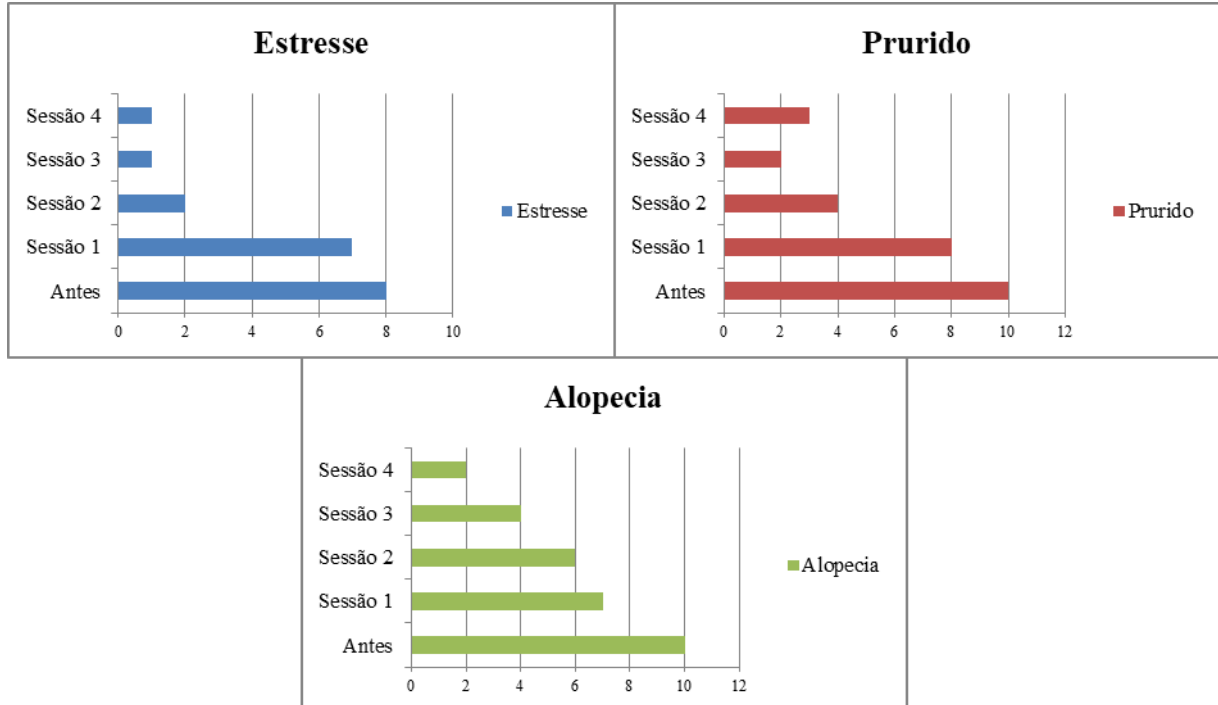 Estresse
Sessão 4
Sessão 3
Sessão 2
Sessão 1
Antes
0 2 4 6 8 10
Estresse
Prurido
Sessão 4
Sessão 3
Sessão 2
Sessão 1
Antes
0 2 4 6 8 10 12
Prurido
Alopecia
Sessão 4
Sessão 3
Sessão 2
Sessão 1
Antes
0 2 4 6 8 10 12
Alopecia